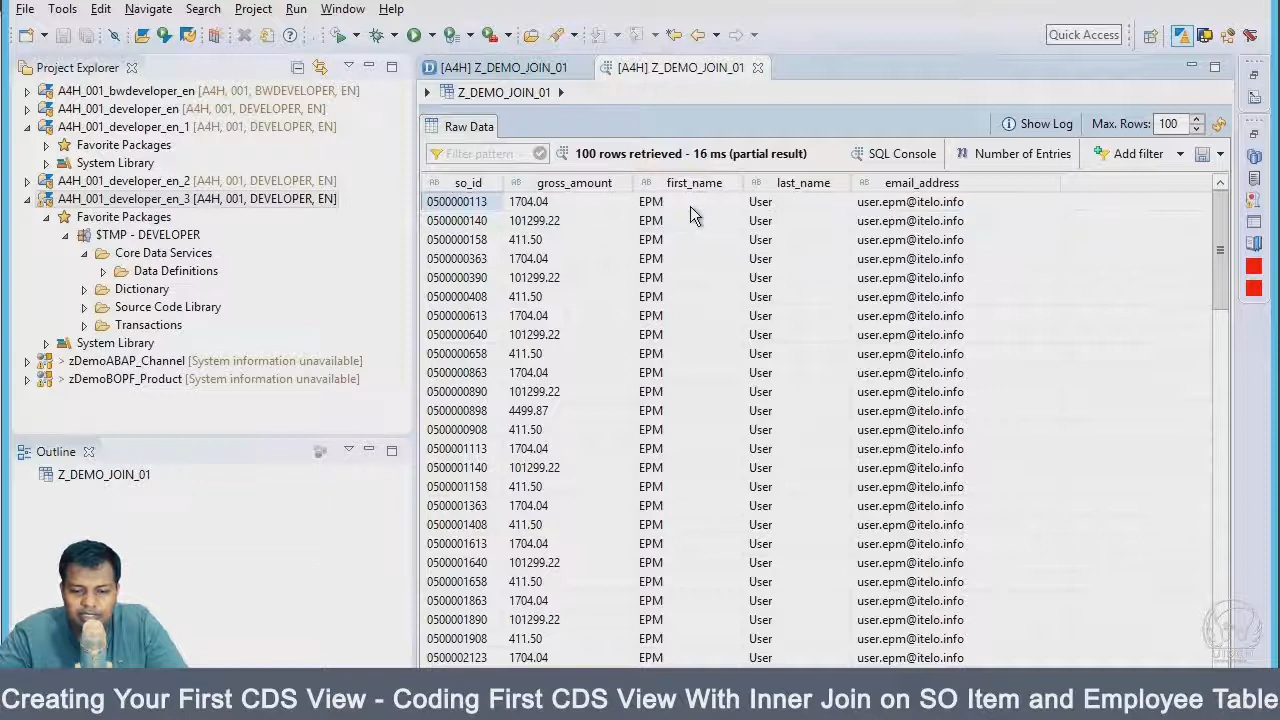 File Tools Edit Navigate Search Project Run Window Help
Quick Access
Project Explorer
[A4H] Z_DEMO_JOIN_01
[A4H] Z_DEMO_JOIN_01
A4H_001_bwdeveloper_en [A4H, 001, BWDEVELOPER, EN]
A4H_001_developer_en [A4H, 001, DEVELOPER, EN]
A4H_001_developer_en_1 [A4H, 001, DEVELOPER, EN]
Favorite Packages
System Library
A4H_001_developer_en_2 [A4H, 001, DEVELOPER, EN]
A4H_001_developer_en_3 [A4H, 001, DEVELOPER, EN]
Favorite Packages
$TMP - DEVELOPER
Core Data Services
Data Definitions
Dictionary
Source Code Library
Transactions
System Library
> zDemoABAP_Channel [System information unavailable]
> zDemoBOPF_Product [System information unavailable]
Outline
Z_DEMO_JOIN_01
Z_DEMO_JOIN_01
Raw Data
Show Log
Max. Rows: 100
Filter pattern
100 rows retrieved - 16 ms (partial result)
SQL Console
Number of Entries
Add filter
so_id gross_amount first_name last_name email_address
0500000113 1704.04 EPM User user.epm@itelo.info
0500000140 101299.22 EPM User user.epm@itelo.info
0500000158 411.50 EPM User user.epm@itelo.info
0500000363 1704.04 EPM User user.epm@itelo.info
0500000390 101299.22 EPM User user.epm@itelo.info
0500000408 411.50 EPM User user.epm@itelo.info
0500000613 1704.04 EPM User user.epm@itelo.info
0500000640 101299.22 EPM User user.epm@itelo.info
0500000658 411.50 EPM User user.epm@itelo.info
0500000863 1704.04 EPM User user.epm@itelo.info
0500000890 101299.22 EPM User user.epm@itelo.info
0500000898 4499.87 EPM User user.epm@itelo.info
0500000908 411.50 EPM User user.epm@itelo.info
0500001113 1704.04 EPM User user.epm@itelo.info
0500001140 101299.22 EPM User user.epm@itelo.info
0500001158 411.50 EPM User user.epm@itelo.info
0500001363 1704.04 EPM User user.epm@itelo.info
0500001408 411.50 EPM User user.epm@itelo.info
0500001613 1704.04 EPM User user.epm@itelo.info
0500001640 101299.22 EPM User user.epm@itelo.info
0500001658 411.50 EPM User user.epm@itelo.info
0500001863 1704.04 EPM User user.epm@itelo.info
0500001890 101299.22 EPM User user.epm@itelo.info
0500001908 411.50 EPM User user.epm@itelo.info
0500002123 1704.04 EPM User user.epm@itelo.info
Creating Your First CDS View - Coding First CDS View With Inner Join on SO Item and Employee Table